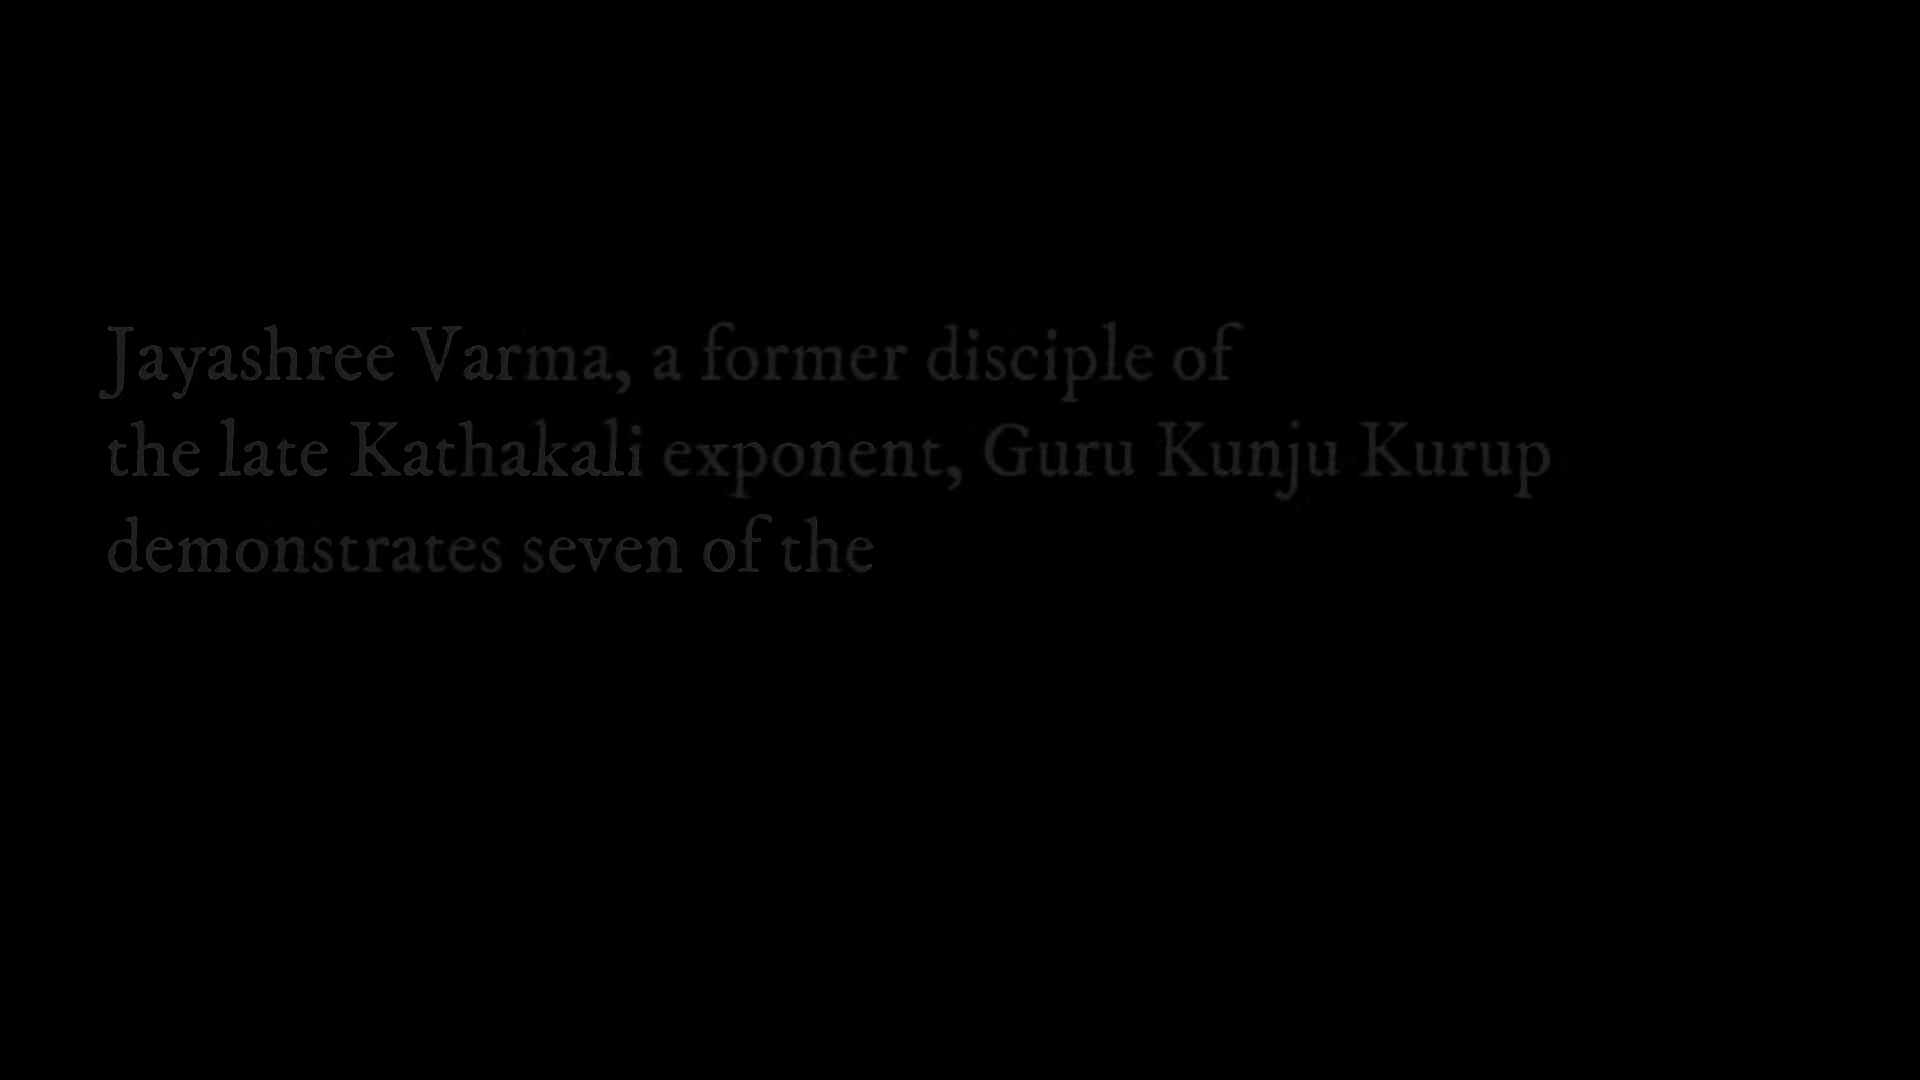 Jayashree Varma, a former disciple of
the late Kathakali exponent, Guru Kunju Kurup
demonstrates seven of the